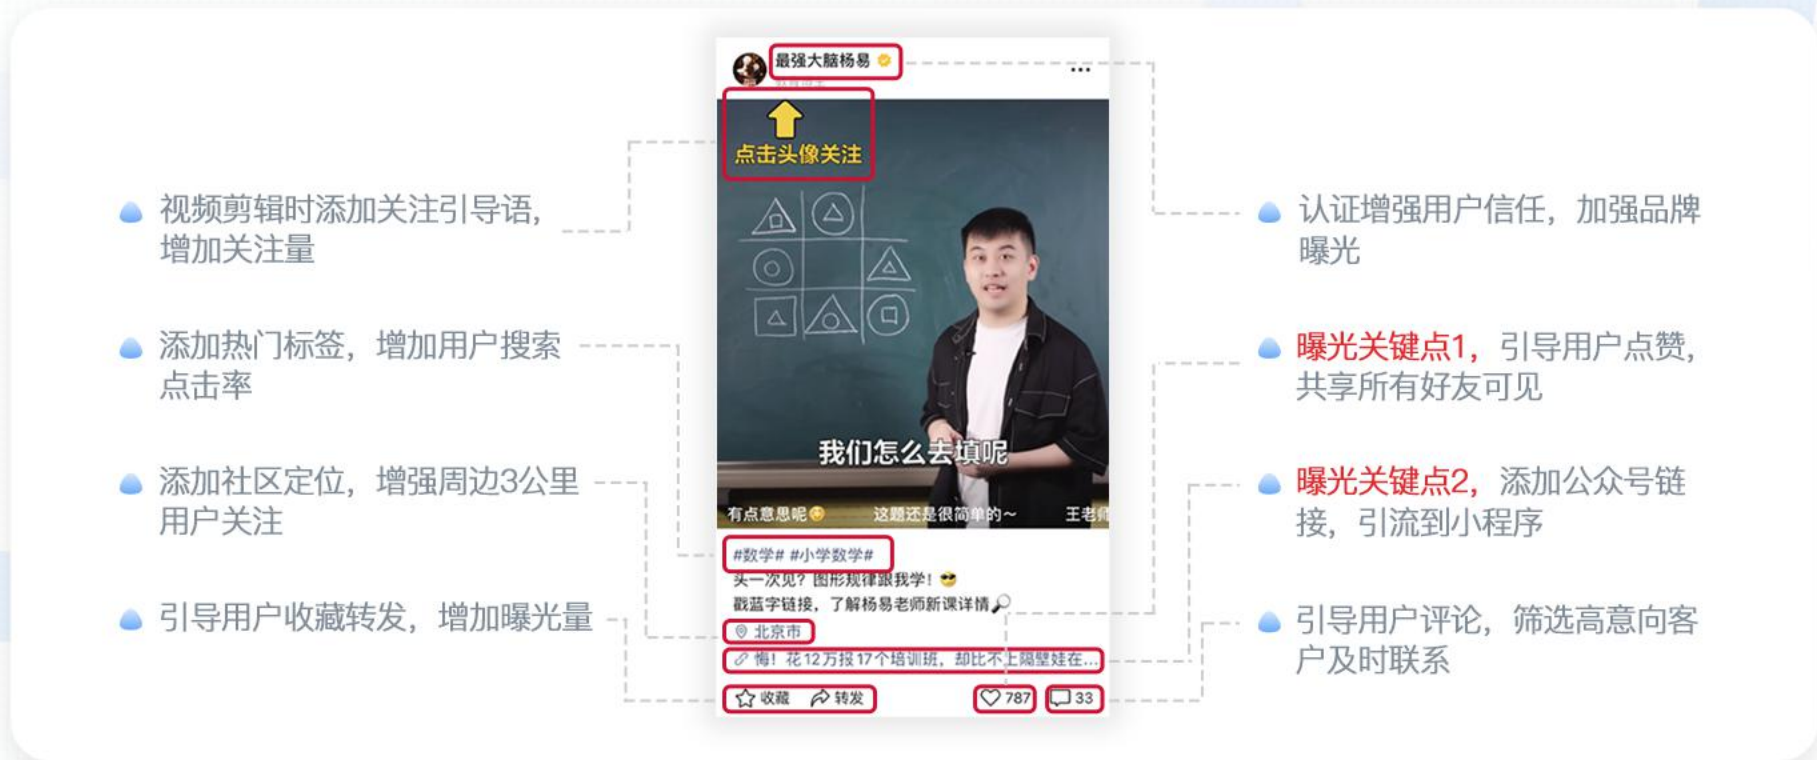 视频剪辑时添加关注引导语，
增加关注量
添加热门标签，增加用户搜索
点击率
添加社区定位，增强周边3公里
用户关注
引导用户收藏转发，增加曝光量
最强大脑杨易
点击头像关注
我们怎么去填呢
有点意思呢 这题还是很简单的～ 王老师
#数学# #小学数学#
头一次见？图形规律跟我学！😎
戳蓝字链接，了解杨易老师新课详情🔎
北京市
悔！花12万报17个培训班，却比不上隔壁娃在...
收藏 转发 787 33
认证增强用户信任，加强品牌
曝光
曝光关键点1，引导用户点赞，
共享所有好友可见
曝光关键点2，添加公众号链
接，引流到小程序
引导用户评论，筛选高意向客
户及时联系